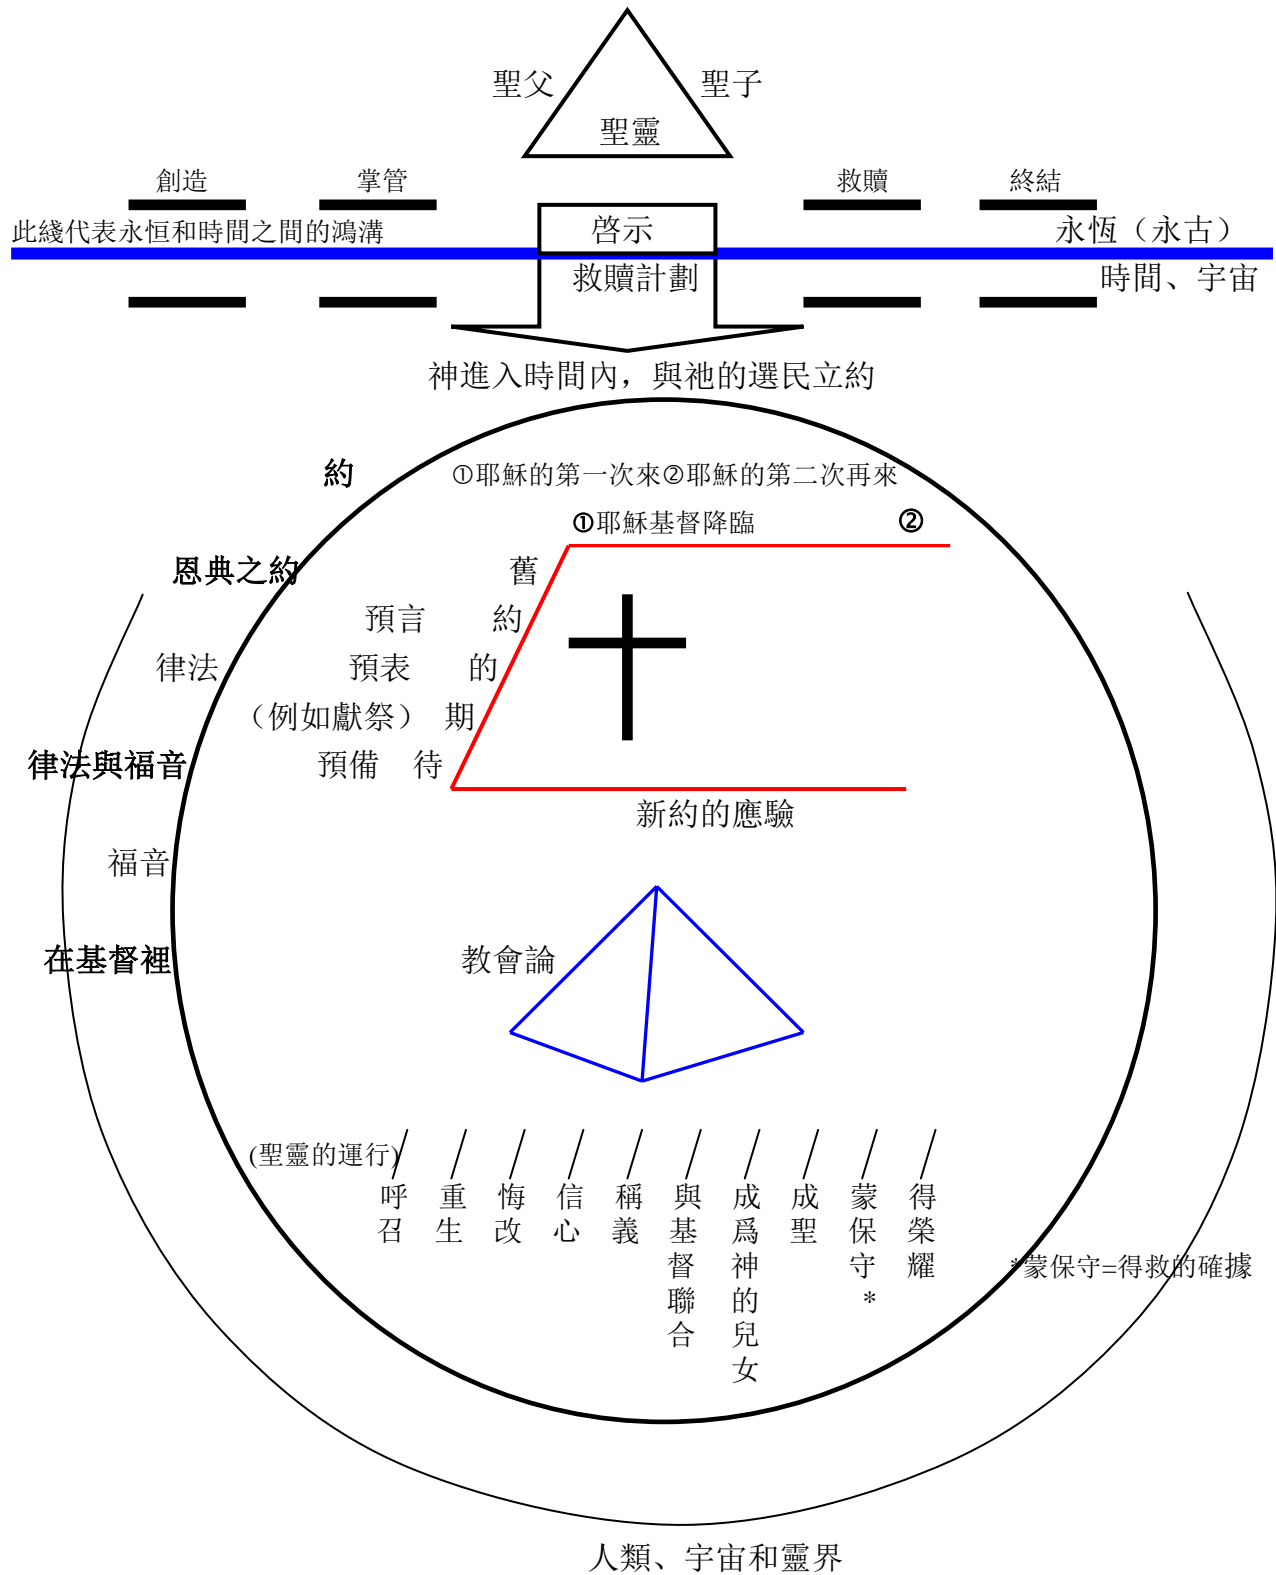 聖父
聖子
聖靈
創造
掌管
救贖
終結
此綫代表永恒和時間之間的鴻溝
啓示
永恆（永古）
救贖計劃
時間、宇宙
神進入時間內，與祂的選民立約
約
①耶穌的第一次來②耶穌的第二次再來
①耶穌基督降臨
②
恩典之約
舊約的期待
預言
律法
預表
（例如獻祭）
律法與福音
預備
新約的應驗
福音
在基督裡
教會論
(聖靈的運行)
呼召
重生
悔改
信心
稱義
與基督聯合
成爲神的兒女
成聖
蒙保守*
得榮耀
*蒙保守=得救的確據
人類、宇宙和靈界